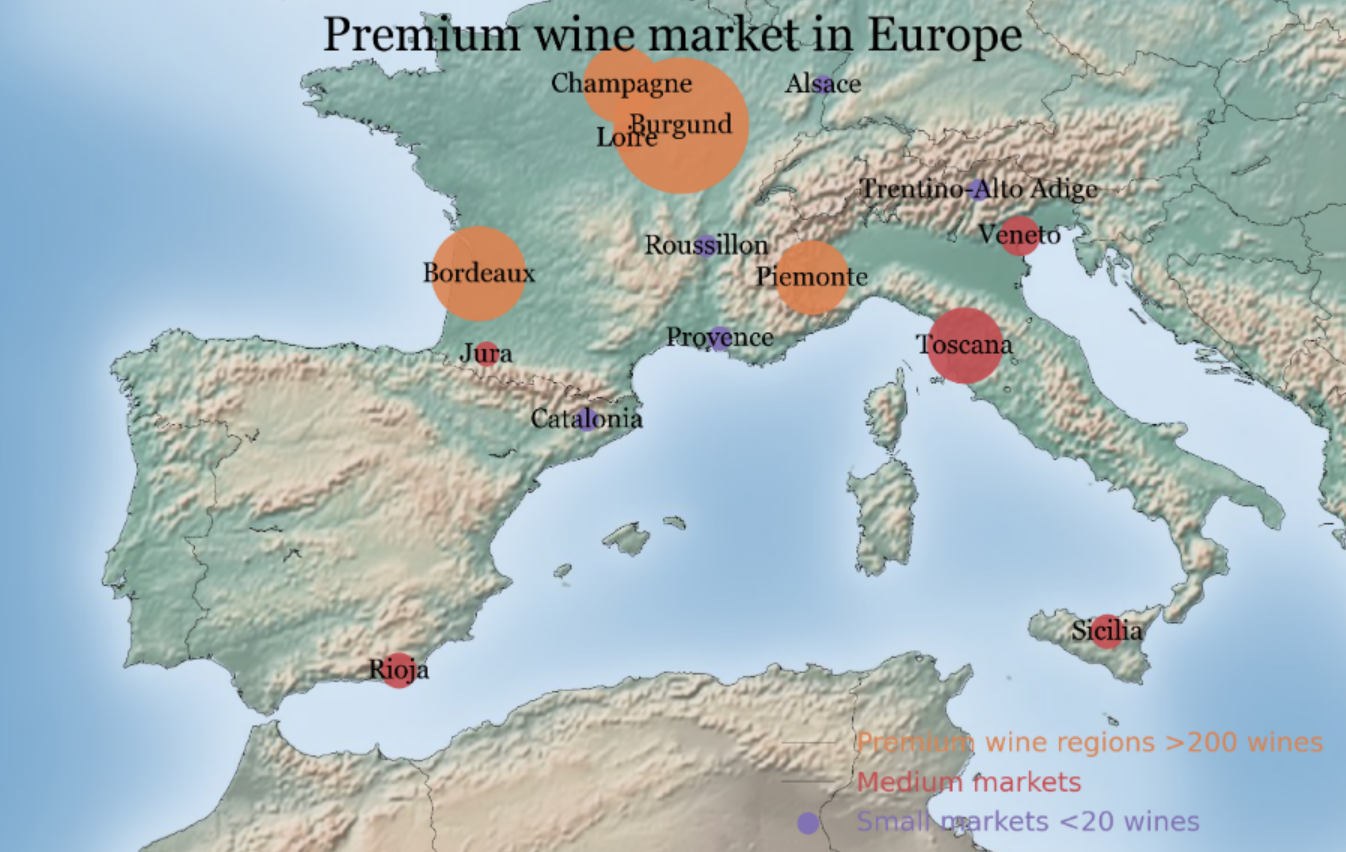 Premium wine market in Europe
Champagne
Alsace
Burgund
Loire
Trentino-Alto Adige
Veneto
Roussillon
Bordeaux
Piemonte
Provence
Toscana
Jura
Catalonia
Sicilia
Rioja
Premium wine regions >200 wines
Medium markets
Small markets <20 wines